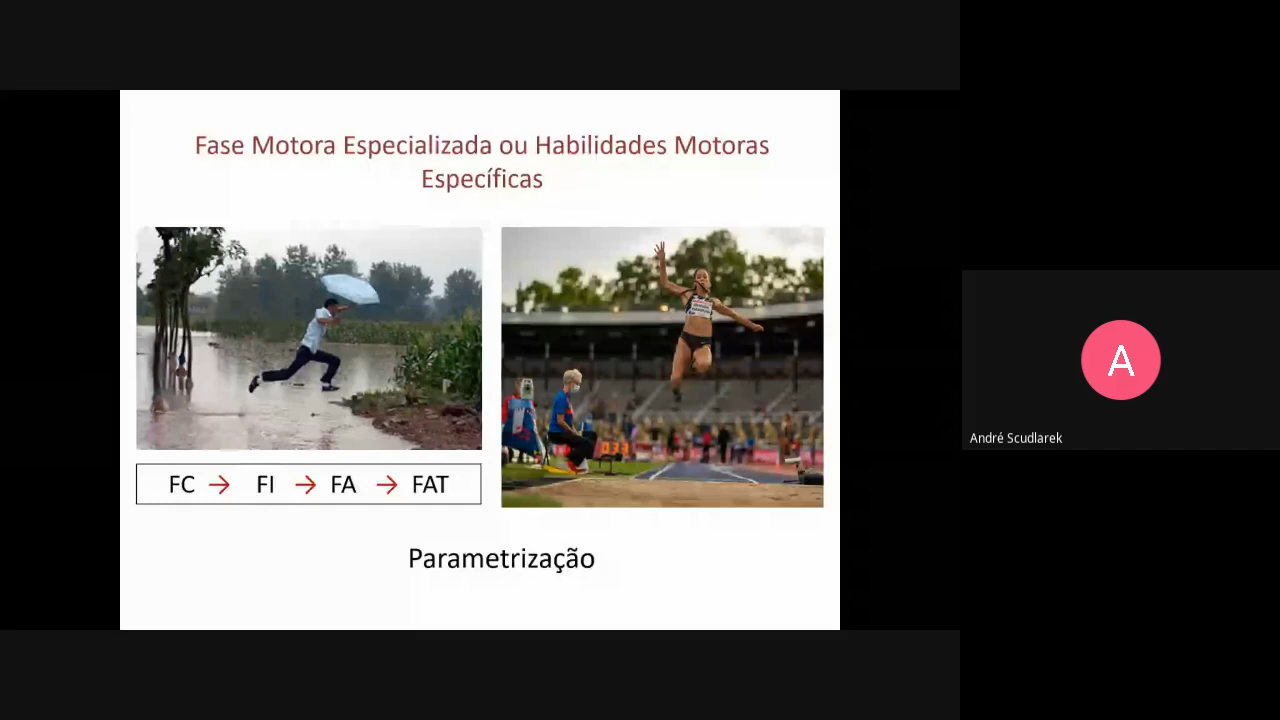 Fase Motora Especializada ou Habilidades Motoras
Específicas
FC → FI → FA → FAT
Parametrização
A
André Scudlarek